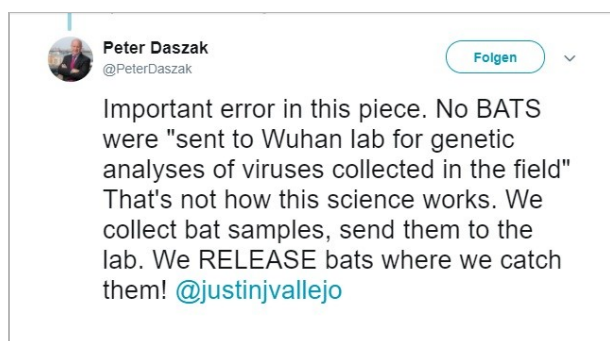 Peter Daszak
@PeterDaszak
Folgen
Important error in this piece. No BATS
were "sent to Wuhan lab for genetic
analyses of viruses collected in the field"
That's not how this science works. We
collect bat samples, send them to the
lab. We RELEASE bats where we catch
them! @justinjvallejo